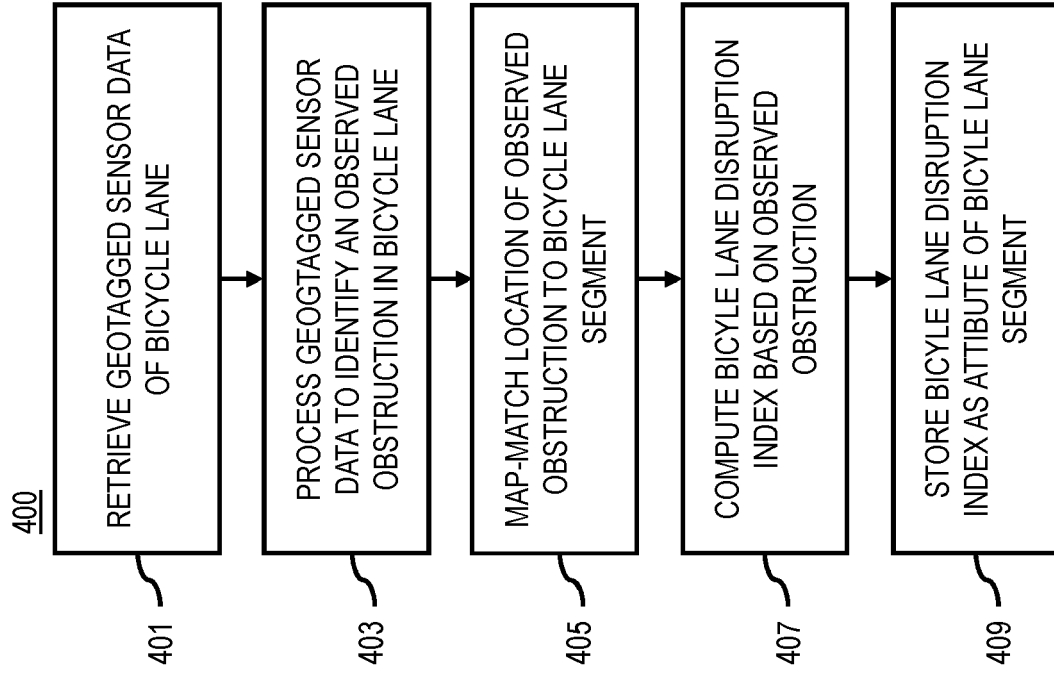 400
RETRIEVE GEOTAGGED SENSOR DATA
OF BICYCLE LANE
401
PROCESS GEOGTAGGED SENSOR
DATA TO IDENTIFY AN OBSERVED
OBSTRUCTION IN BICYCLE LANE
403
MAP-MATCH LOCATION OF OBSERVED
OBSTRUCTION TO BICYCLE LANE
SEGMENT
405
COMPUTE BICYLE LANE DISRUPTION
INDEX BASED ON OBSERVED
OBSTRUCTION
407
STORE BICYLE LANE DISRUPTION
INDEX AS ATTIBUTE OF BICYCLE LANE
SEGMENT
409